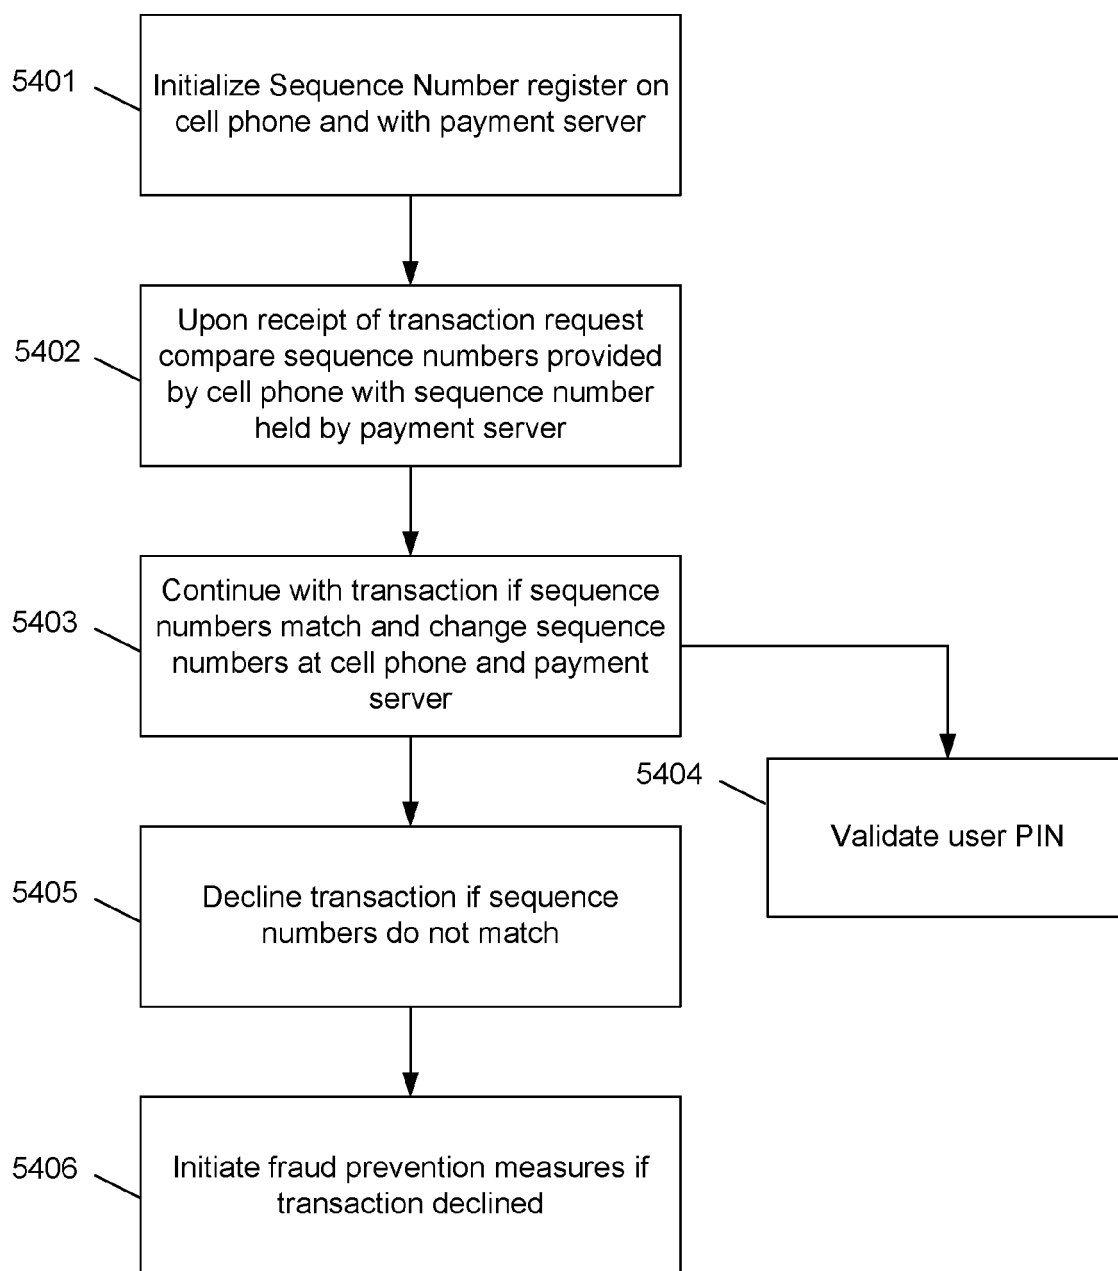 5401
Initialize Sequence Number register on
cell phone and with payment server
5402
Upon receipt of transaction request
compare sequence numbers provided
by cell phone with sequence number
held by payment server
5403
Continue with transaction if sequence
numbers match and change sequence
numbers at cell phone and payment
server
5404
Validate user PIN
5405
Decline transaction if sequence
numbers do not match
5406
Initiate fraud prevention measures if
transaction declined